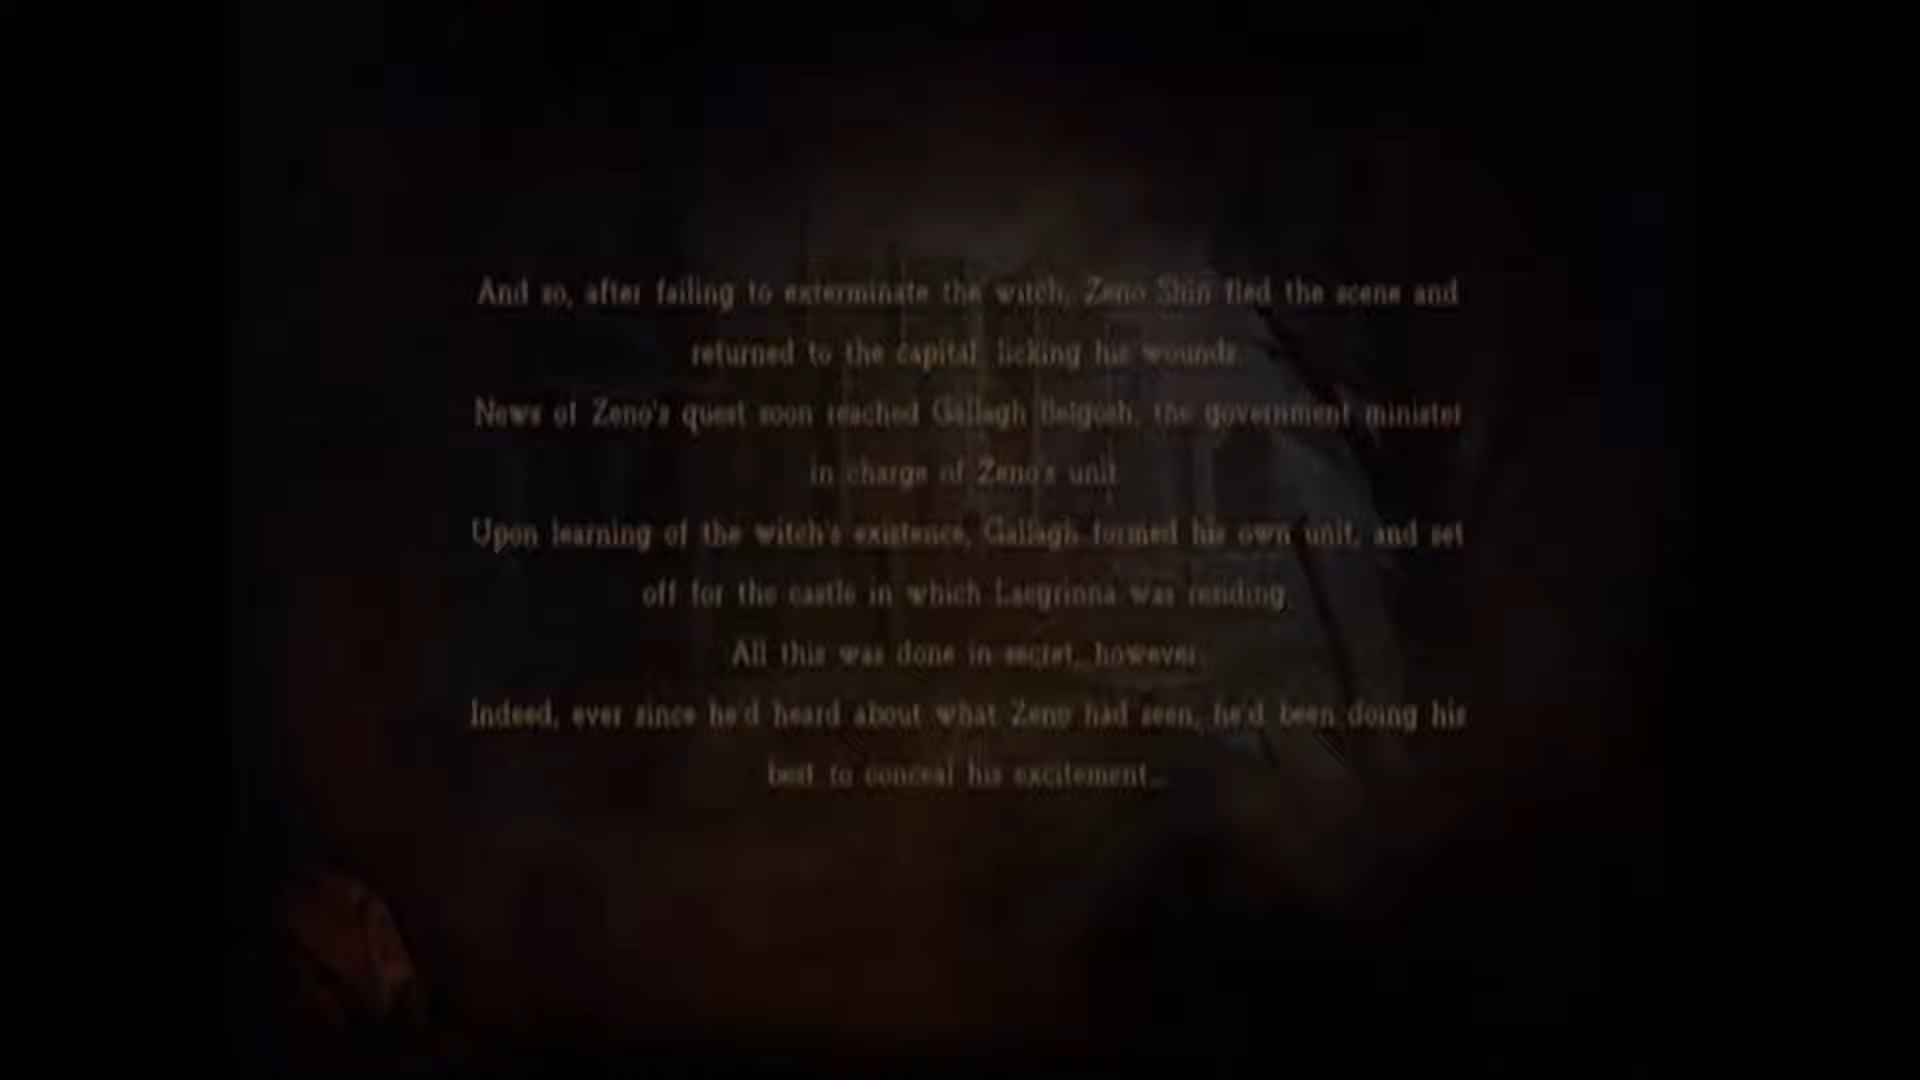 And so, after failing to exterminate the witch, Zeno Shin fled the scene and
returned to the capital, licking his wounds.
News of Zeno's quest soon reached Gallagh Belgosh, the government minister
in charge of Zeno's unit.
Upon learning of the witch's existence, Gallagh formed his own unit, and set
off for the castle in which Laegrinna was residing.
All this was done in secret, however.
Indeed, ever since he'd heard about what Zeno had seen, he'd been doing his
best to conceal his excitement...